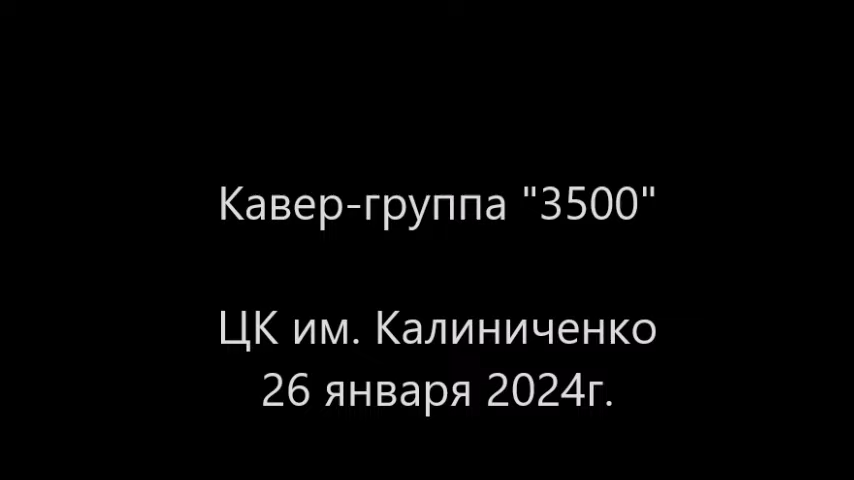 Кавер-группа "3500"
ЦК им. Калиниченко
26 января 2024г.